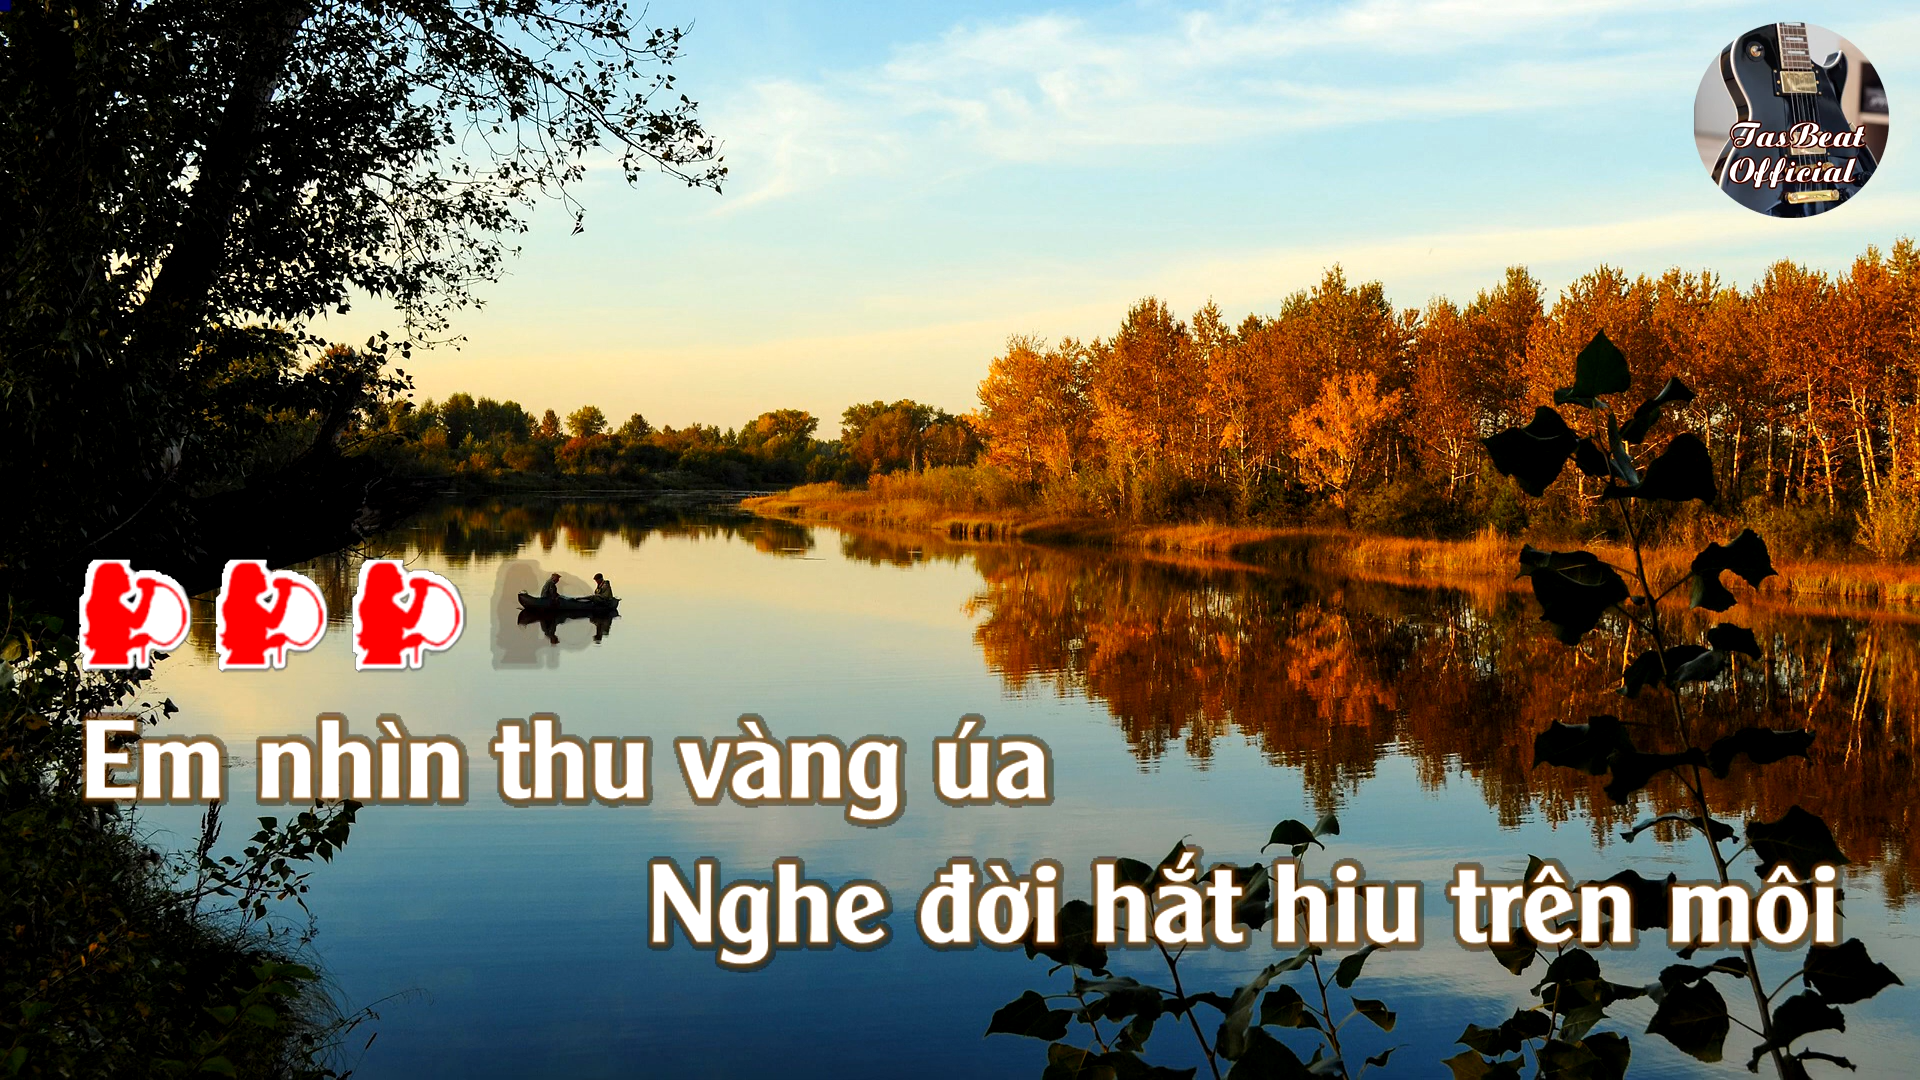 TasBeat
Official
Em nhìn thu vàng úa
Nghe đời hắt hiu trên môi